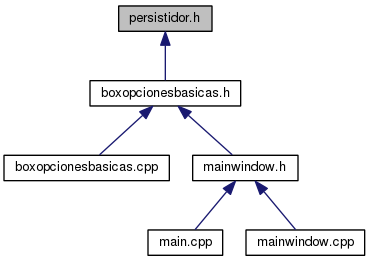 persistidor.h
boxopcionesbasicas.h
boxopcionesbasicas.cpp
mainwindow.h
main.cpp
mainwindow.cpp